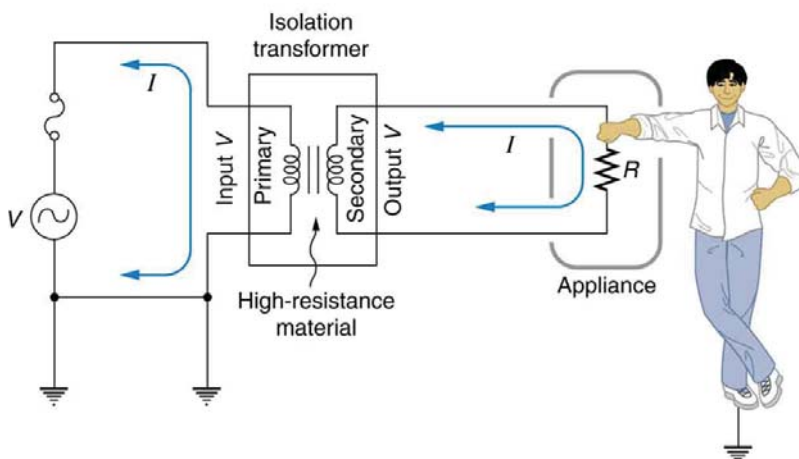 Isolation
transformer
I
V
Input V
Primary
Secondary
Output V
I
R
High-resistance
material
Appliance